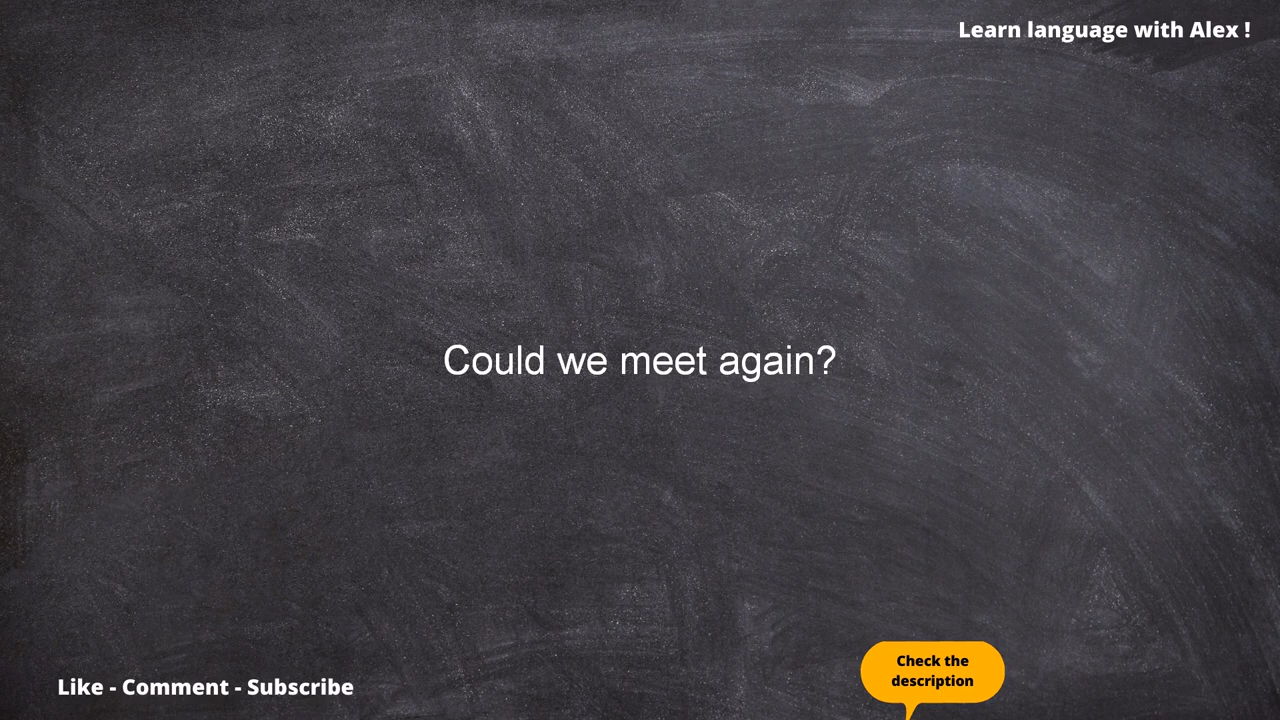 Learn language with Alex !
Could we meet again?
Check the
description
Like - Comment - Subscribe